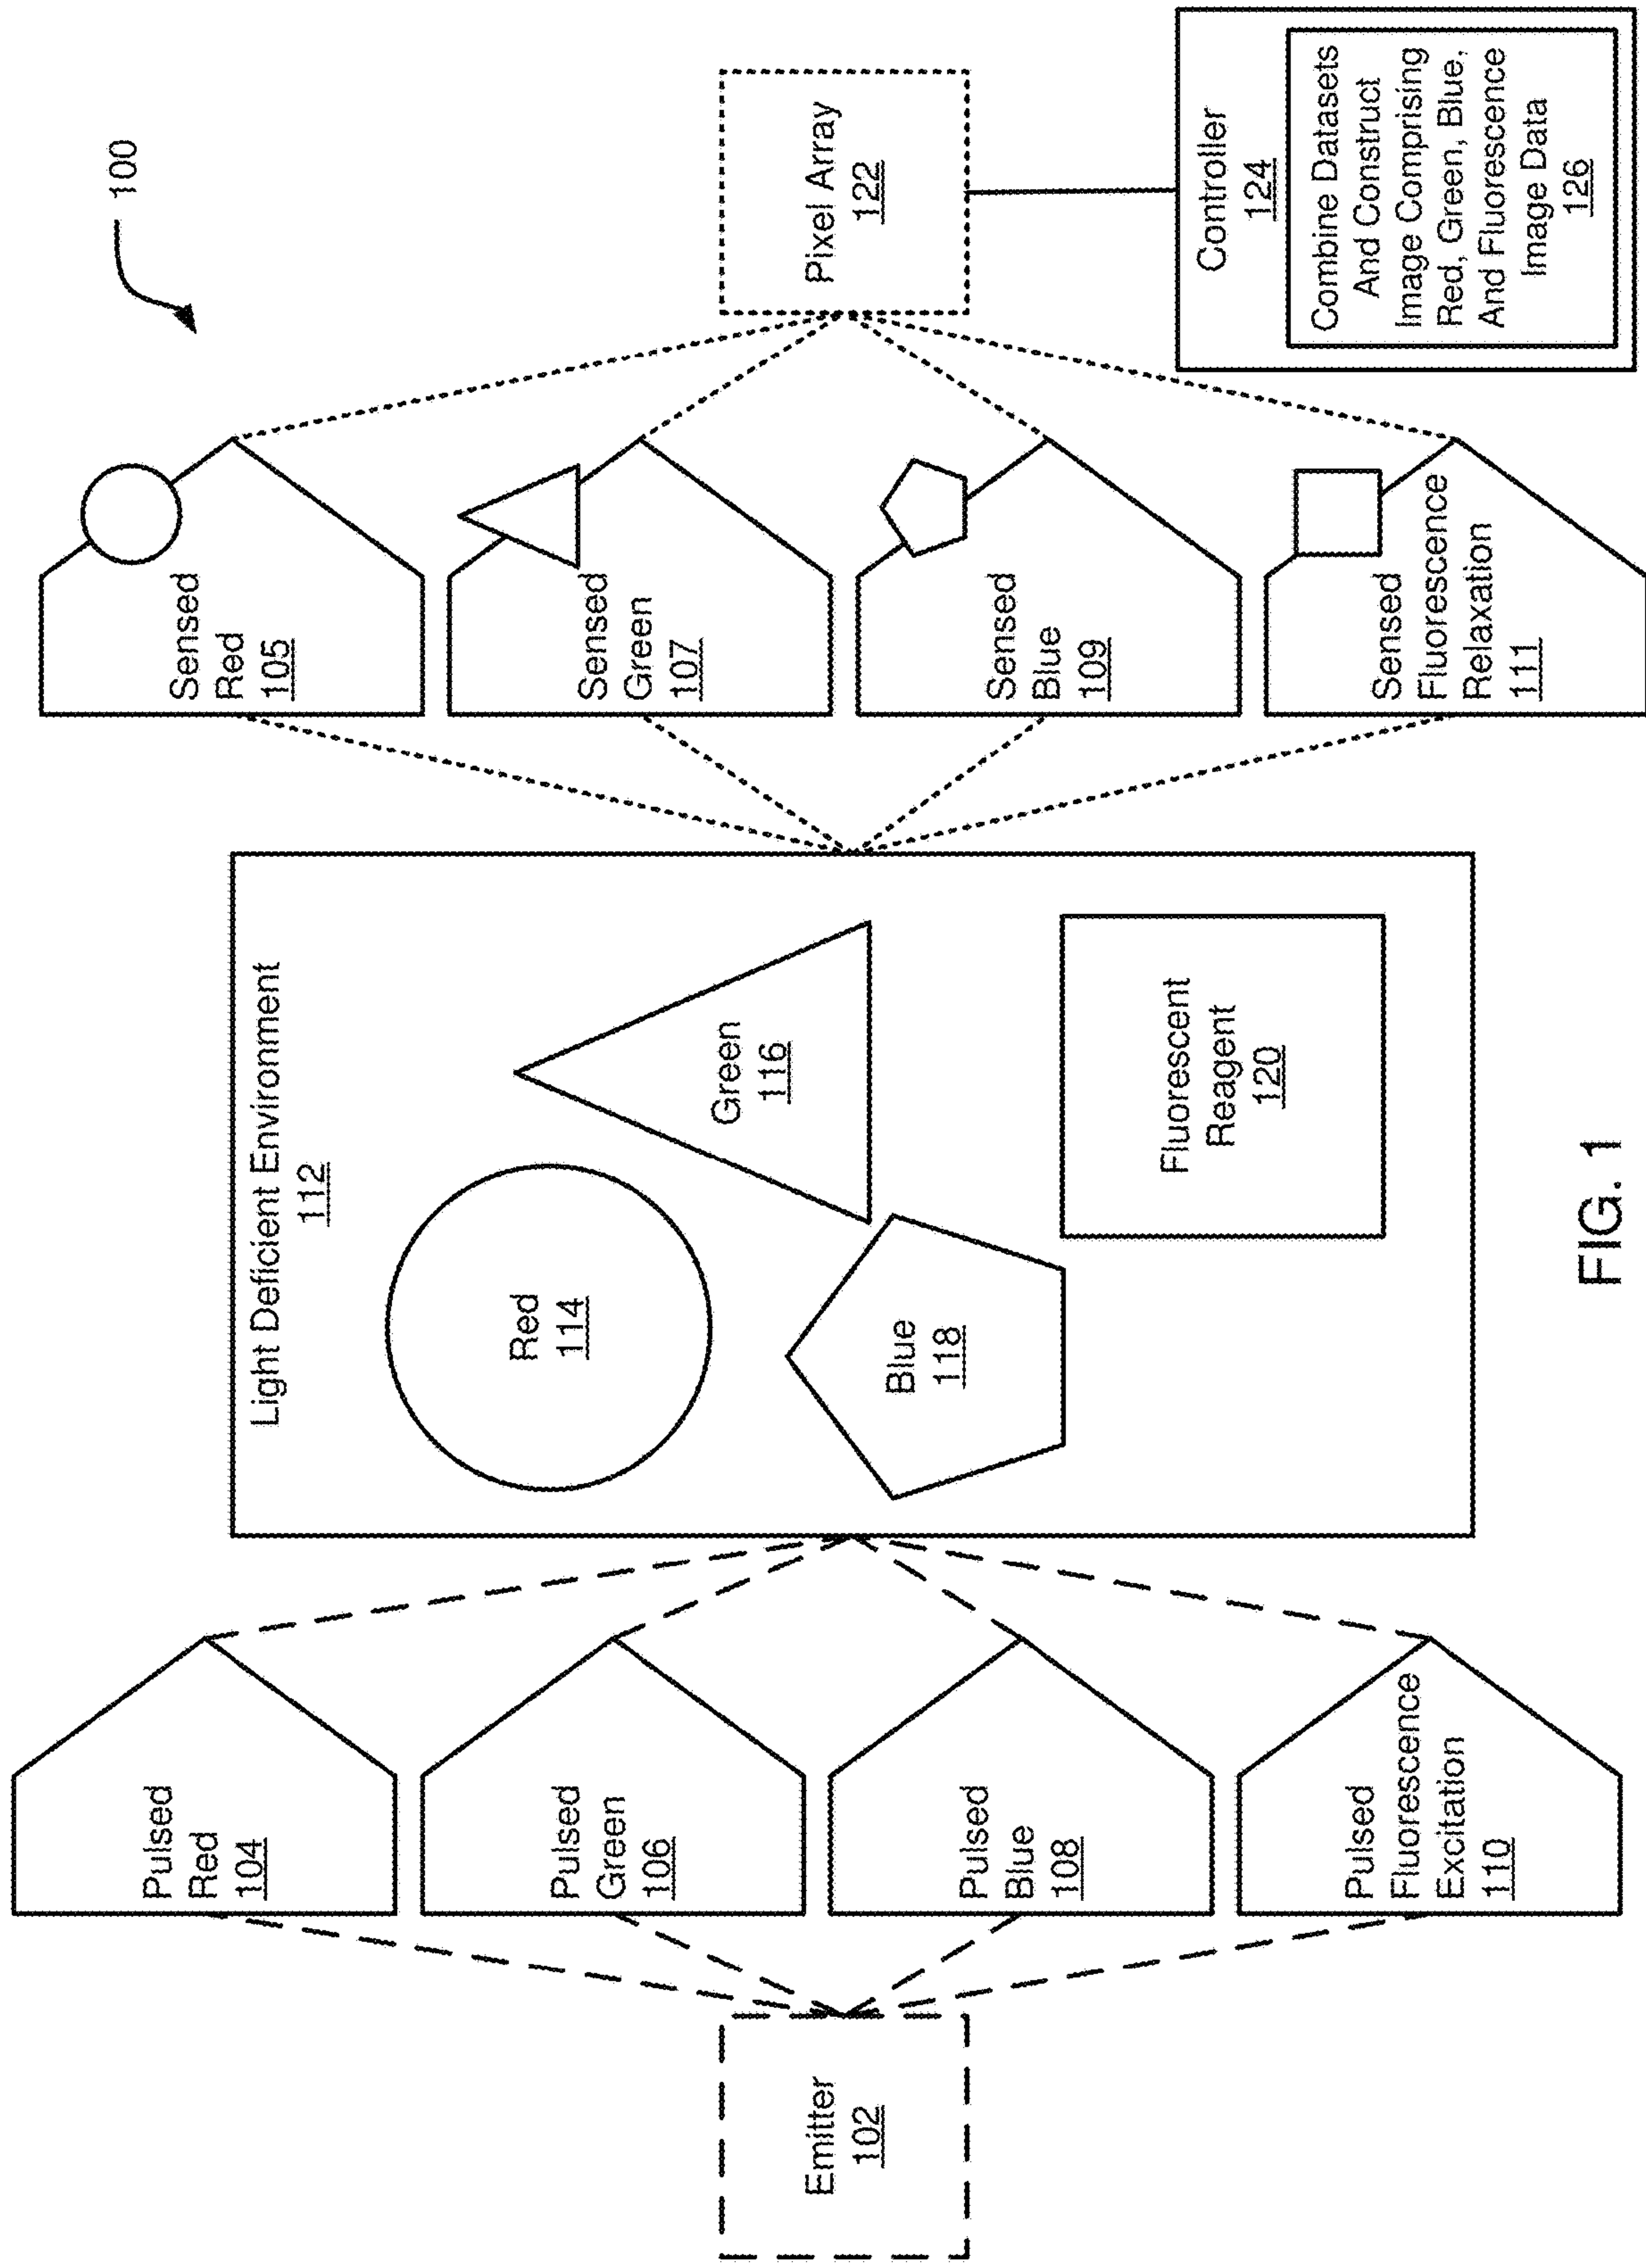 100
Emitter
102
Pulsed
Red
104
Pulsed
Green
106
Pulsed
Blue
108
Pulsed
Fluorescence
Excitation
110
Light Deficient Environment
112
Red
114
Green
116
Blue
118
Fluorescent
Reagent
120
Sensed
Red
105
Sensed
Green
107
Sensed
Blue
109
Sensed
Fluorescence
Relaxation
111
Pixel Array
122
Controller
124
Combine Datasets
And Construct
Image Comprising
Red, Green, Blue,
And Fluorescence
Image Data
126
FIG. 1